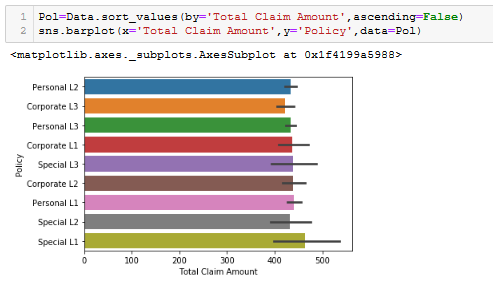 1 Pol=Data.sort_values(by='Total Claim Amount',ascending=False)
2 sns.barplot(x='Total Claim Amount',y='Policy',data=Pol)
<matplotlib.axes._subplots.AxesSubplot at 0x1f4199a5988>
Personal L2
Corporate L3
Personal L3
Corporate L1
Special L3
Corporate L2
Personal L1
Special L2
Special L1
Policy
0 100 200 300 400 500
Total Claim Amount